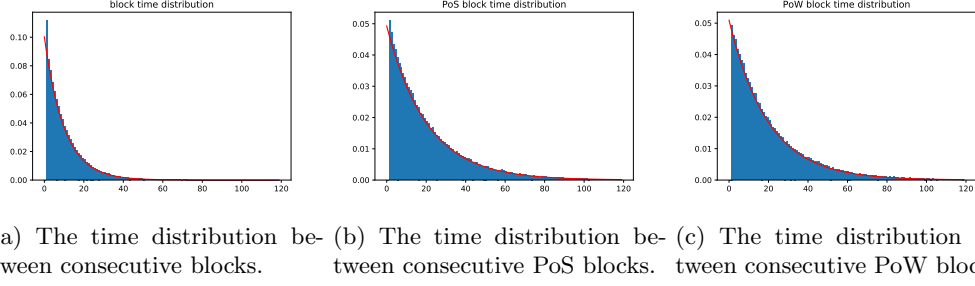 block time distribution
0.10
0.08
0.06
0.04
0.02
0.00
0 20 40 60 80 100 120
a) The time distribution be-
ween consecutive blocks.
PoS block time distribution
0.05
0.04
0.03
0.02
0.01
0.00
0 20 40 60 80 100 120
(b) The time distribution be-
tween consecutive PoS blocks.
PoW block time distribution
0.05
0.04
0.03
0.02
0.01
0.00
0 20 40 60 80 100 120
(c) The time distribution
tween consecutive PoW bloc